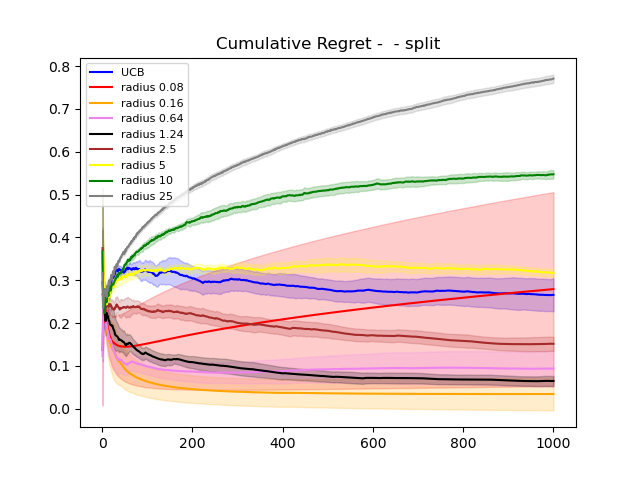 Cumulative Regret -  - split
0.8
0.7
0.6
0.5
0.4
0.3
0.2
0.1
0.0
UCB
radius 0.08
radius 0.16
radius 0.64
radius 1.24
radius 2.5
radius 5
radius 10
radius 25
0 200 400 600 800 1000